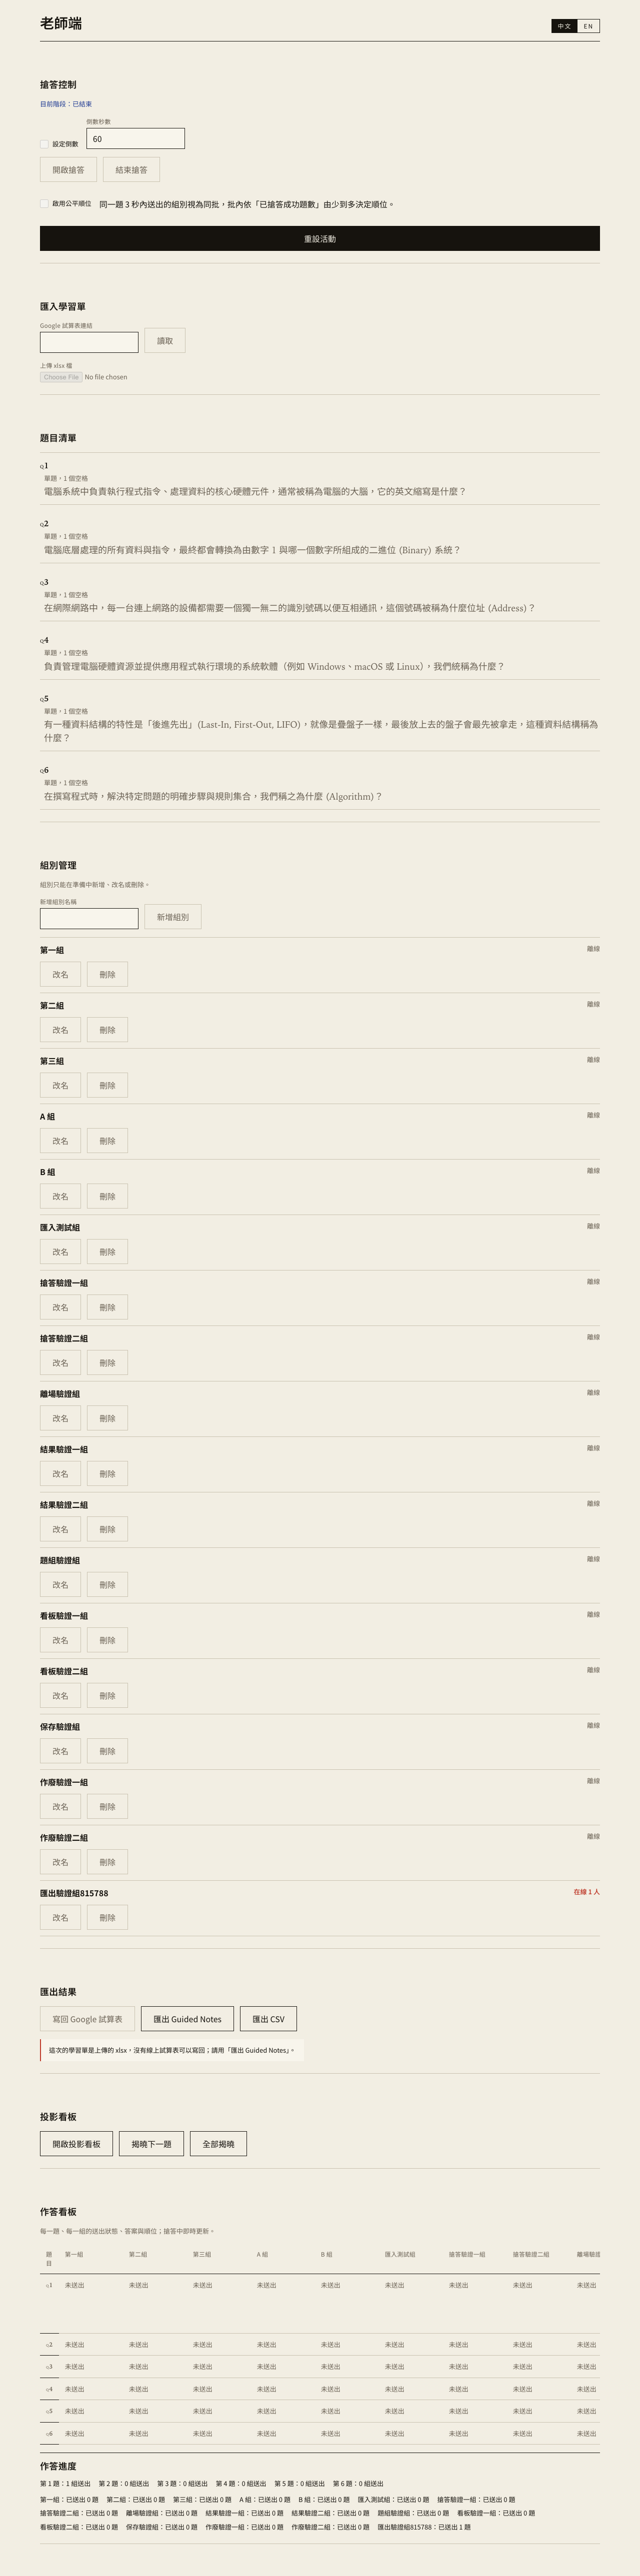 老師端
中文 EN
搶答控制
目前階段：已結束
倒數秒數
設定倒數 60
開啟搶答 結束搶答
啟用公平順位 同一題 3 秒內送出的組別視為同批，批內依「已搶答成功題數」由少到多決定順位。
重設活動
匯入學習單
Google 試算表連結
讀取
上傳 xlsx 檔
Choose File No file chosen
題目清單
Q1
單題，1 個空格
電腦系統中負責執行程式指令、處理資料的核心硬體元件，通常被稱為電腦的大腦，它的英文縮寫是什麼？
Q2
單題，1 個空格
電腦底層處理的所有資料與指令，最終都會轉換為由數字 1 與哪一個數字所組成的二進位 (Binary) 系統？
Q3
單題，1 個空格
在網際網路中，每一台連上網路的設備都需要一個獨一無二的識別號碼以便互相通訊，這個號碼被稱為什麼位址 (Address)？
Q4
單題，1 個空格
負責管理電腦硬體資源並提供應用程式執行環境的系統軟體（例如 Windows、macOS 或 Linux），我們統稱為什麼？
Q5
單題，1 個空格
有一種資料結構的特性是「後進先出」(Last-In, First-Out, LIFO)，就像是疊盤子一樣，最後放上去的盤子會最先被拿走，這種資料結構稱為
什麼？
Q6
單題，1 個空格
在撰寫程式時，解決特定問題的明確步驟與規則集合，我們稱之為什麼 (Algorithm)？
組別管理
組別只能在準備中新增、改名或刪除。
新增組別名稱
新增組別
第一組 離線
改名 刪除
第二組 離線
改名 刪除
第三組 離線
改名 刪除
A 組 離線
改名 刪除
B 組 離線
改名 刪除
匯入測試組 離線
改名 刪除
搶答驗證一組 離線
改名 刪除
搶答驗證二組 離線
改名 刪除
離場驗證組 離線
改名 刪除
結果驗證一組 離線
改名 刪除
結果驗證二組 離線
改名 刪除
題組驗證組 離線
改名 刪除
看板驗證一組 離線
改名 刪除
看板驗證二組 離線
改名 刪除
保存驗證組 離線
改名 刪除
作廢驗證一組 離線
改名 刪除
作廢驗證二組 離線
改名 刪除
匯出驗證組815788 在線 1 人
改名 刪除
匯出結果
寫回 Google 試算表 匯出 Guided Notes 匯出 CSV
這次的學習單是上傳的 xlsx，沒有線上試算表可以寫回；請用「匯出 Guided Notes」。
投影看板
開啟投影看板 揭曉下一題 全部揭曉
作答看板
每一題、每一組的送出狀態、答案與順位；搶答中即時更新。
題目 第一組 第二組 第三組 A 組 B 組 匯入測試組 搶答驗證一組 搶答驗證二組 離場驗證
Q1 未送出 未送出 未送出 未送出 未送出 未送出 未送出 未送出 未送出
Q2 未送出 未送出 未送出 未送出 未送出 未送出 未送出 未送出 未送出
Q3 未送出 未送出 未送出 未送出 未送出 未送出 未送出 未送出 未送出
Q4 未送出 未送出 未送出 未送出 未送出 未送出 未送出 未送出 未送出
Q5 未送出 未送出 未送出 未送出 未送出 未送出 未送出 未送出 未送出
Q6 未送出 未送出 未送出 未送出 未送出 未送出 未送出 未送出 未送出
作答進度
第 1 題：1 組送出 第 2 題：0 組送出 第 3 題：0 組送出 第 4 題：0 組送出 第 5 題：0 組送出 第 6 題：0 組送出
第一組：已送出 0 題 第二組：已送出 0 題 第三組：已送出 0 題 A 組：已送出 0 題 B 組：已送出 0 題 匯入測試組：已送出 0 題 搶答驗證一組：已送出 0 題
搶答驗證二組：已送出 0 題 離場驗證組：已送出 0 題 結果驗證一組：已送出 0 題 結果驗證二組：已送出 0 題 題組驗證組：已送出 0 題 看板驗證一組：已送出 0 題
看板驗證二組：已送出 0 題 保存驗證組：已送出 0 題 作廢驗證一組：已送出 0 題 作廢驗證二組：已送出 0 題 匯出驗證組815788：已送出 1 題